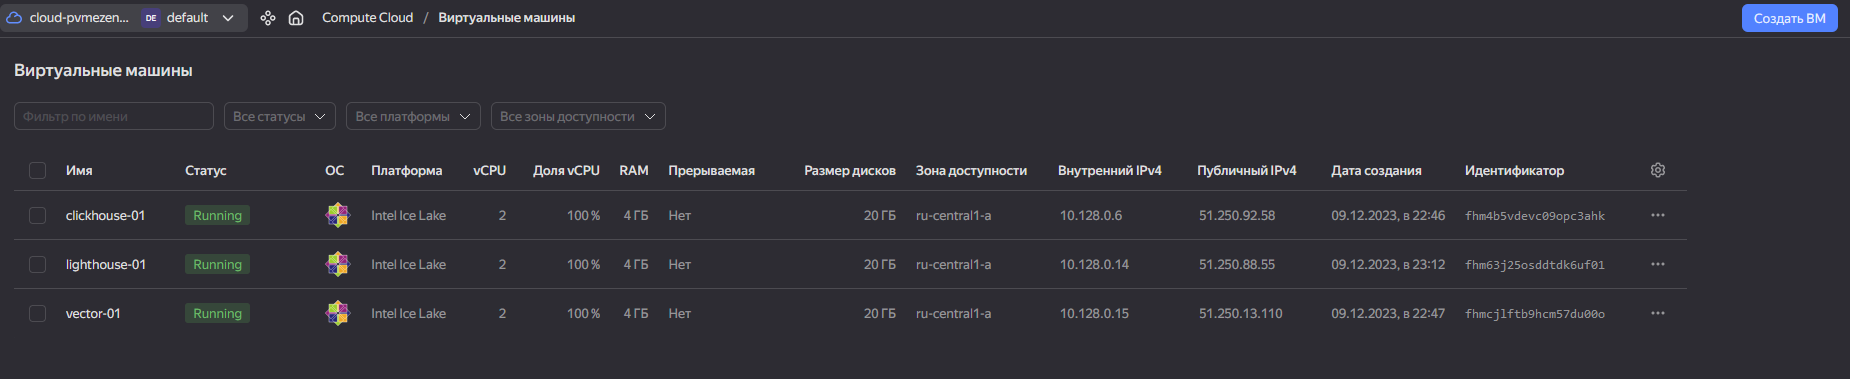 cloud-pvmezen... DE default Compute Cloud / Виртуальные машины Создать ВМ
Виртуальные машины
Фильтр по имени Все статусы Все платформы Все зоны доступности
Имя Статус ОС Платформа vCPU Доля vCPU RAM Прерываемая Размер дисков Зона доступности Внутренний IPv4 Публичный IPv4 Дата создания Идентификатор
clickhouse-01 Running Intel Ice Lake 2 100 % 4 ГБ Нет 20 ГБ ru-central1-a 10.128.0.6 51.250.92.58 09.12.2023, в 22:46 fhm4b5vdevc09opc3ahk
lighthouse-01 Running Intel Ice Lake 2 100 % 4 ГБ Нет 20 ГБ ru-central1-a 10.128.0.14 51.250.88.55 09.12.2023, в 23:12 fhm63j25osddtdk6uf01
vector-01 Running Intel Ice Lake 2 100 % 4 ГБ Нет 20 ГБ ru-central1-a 10.128.0.15 51.250.13.110 09.12.2023, в 22:47 fhmcjlftb9hcm57du00o